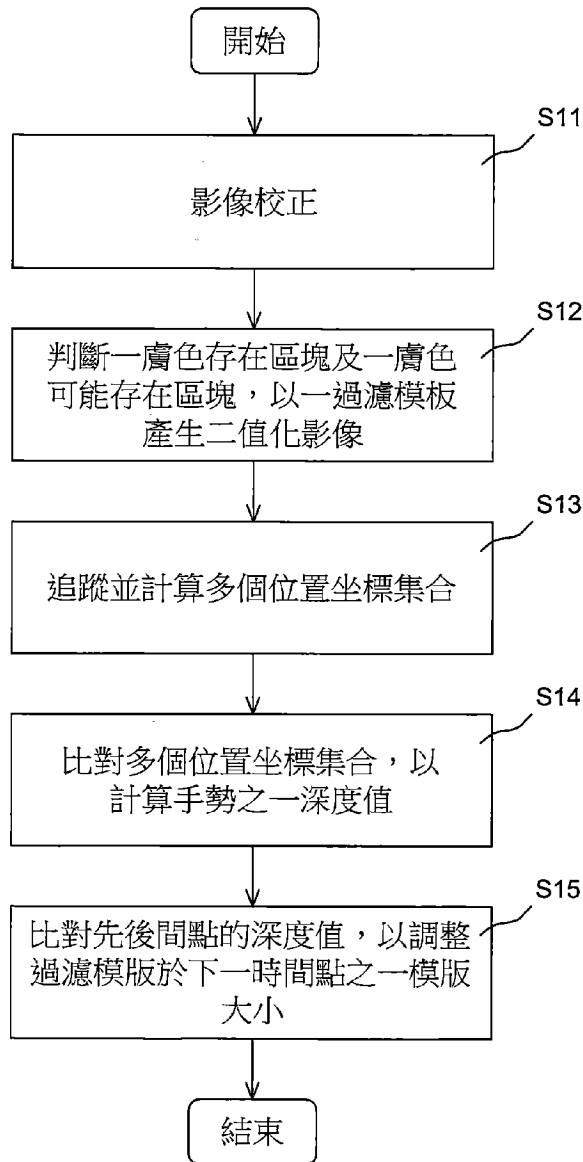 開始
S11
影像校正
S12
判斷一膚色存在區塊及一膚色
可能存在區塊，以一過濾模板
產生二值化影像
S13
追蹤並計算多個位置坐標集合
S14
比對多個位置坐標集合，以
計算手勢之一深度值
S15
比對先後間點的深度值，以調整
過濾模版於下一時間點之一模版
大小
結束